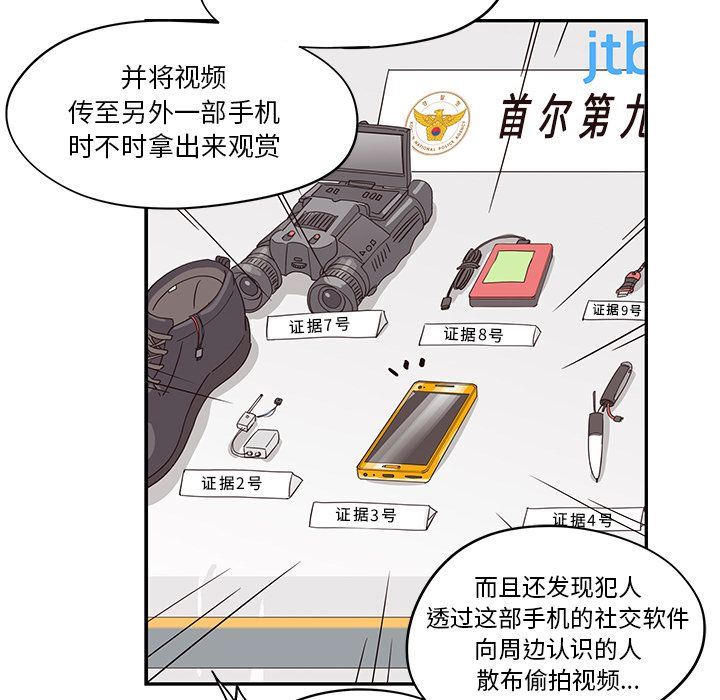 并将视频
传至另外一部手机
时不时拿出来观赏
jtb
首尔第九
证据7号
证据8号
证据9号
证据2号
证据3号
证据4号
而且还发现犯人
透过这部手机的社交软件
向周边认识的人
散布偷拍视频...